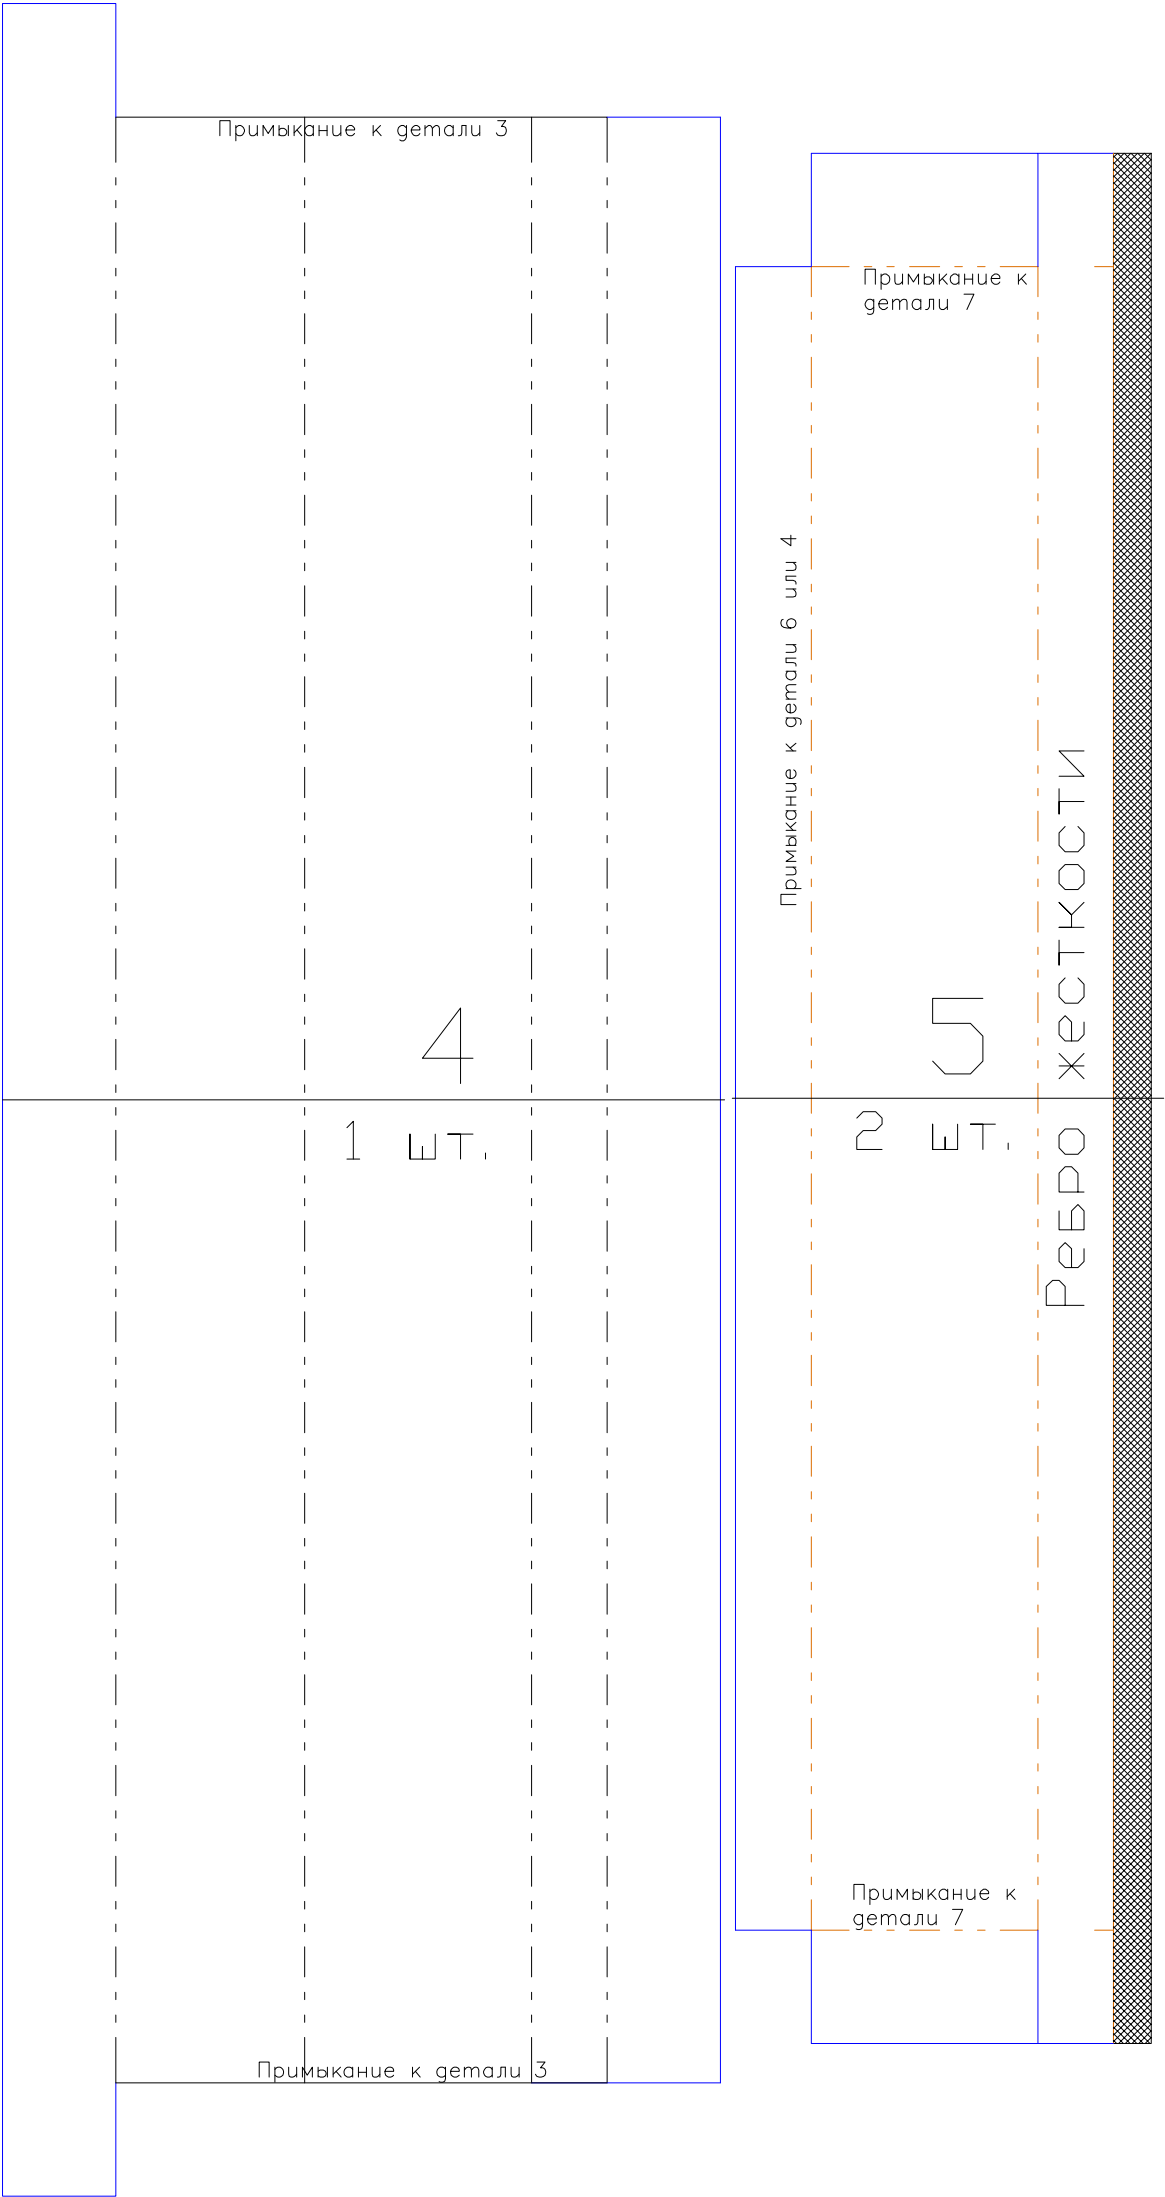 Примыкание к детали 3
4
1 шт.
Примыкание к детали 3
Примыкание к
детали 7
Примыкание к детали 6 или 4
5
2 шт.
Ребро жесткости
Примыкание к
детали 7